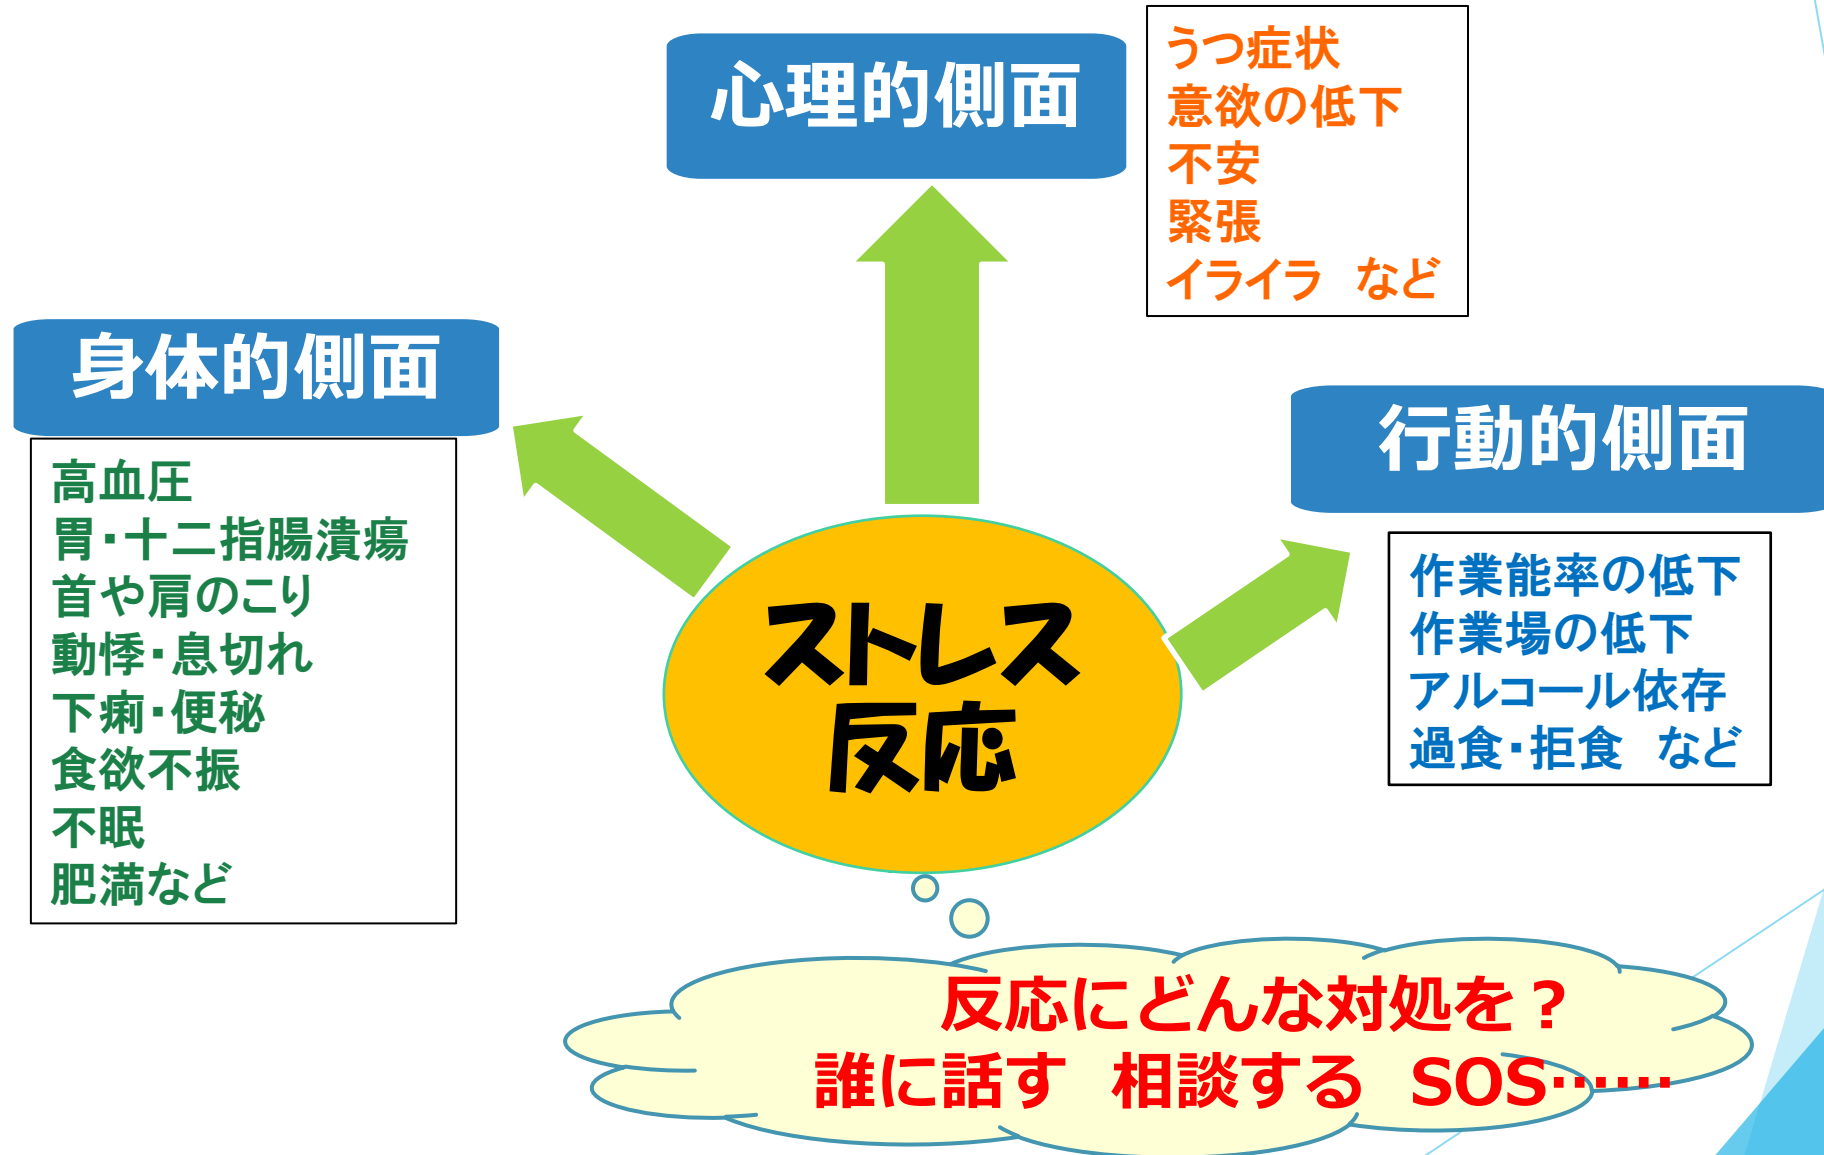 心理的側面
うつ症状
意欲の低下
不安
緊張
イライラ　など
身体的側面
高血圧
胃・十二指腸潰瘍
首や肩のこり
動悸・息切れ
下痢・便秘
食欲不振
不眠
肥満など
行動的側面
作業能率の低下
作業場の低下
アルコール依存
過食・拒食　など
ストレス
反応
反応にどんな対処を？
誰に話す　相談する　SOS……